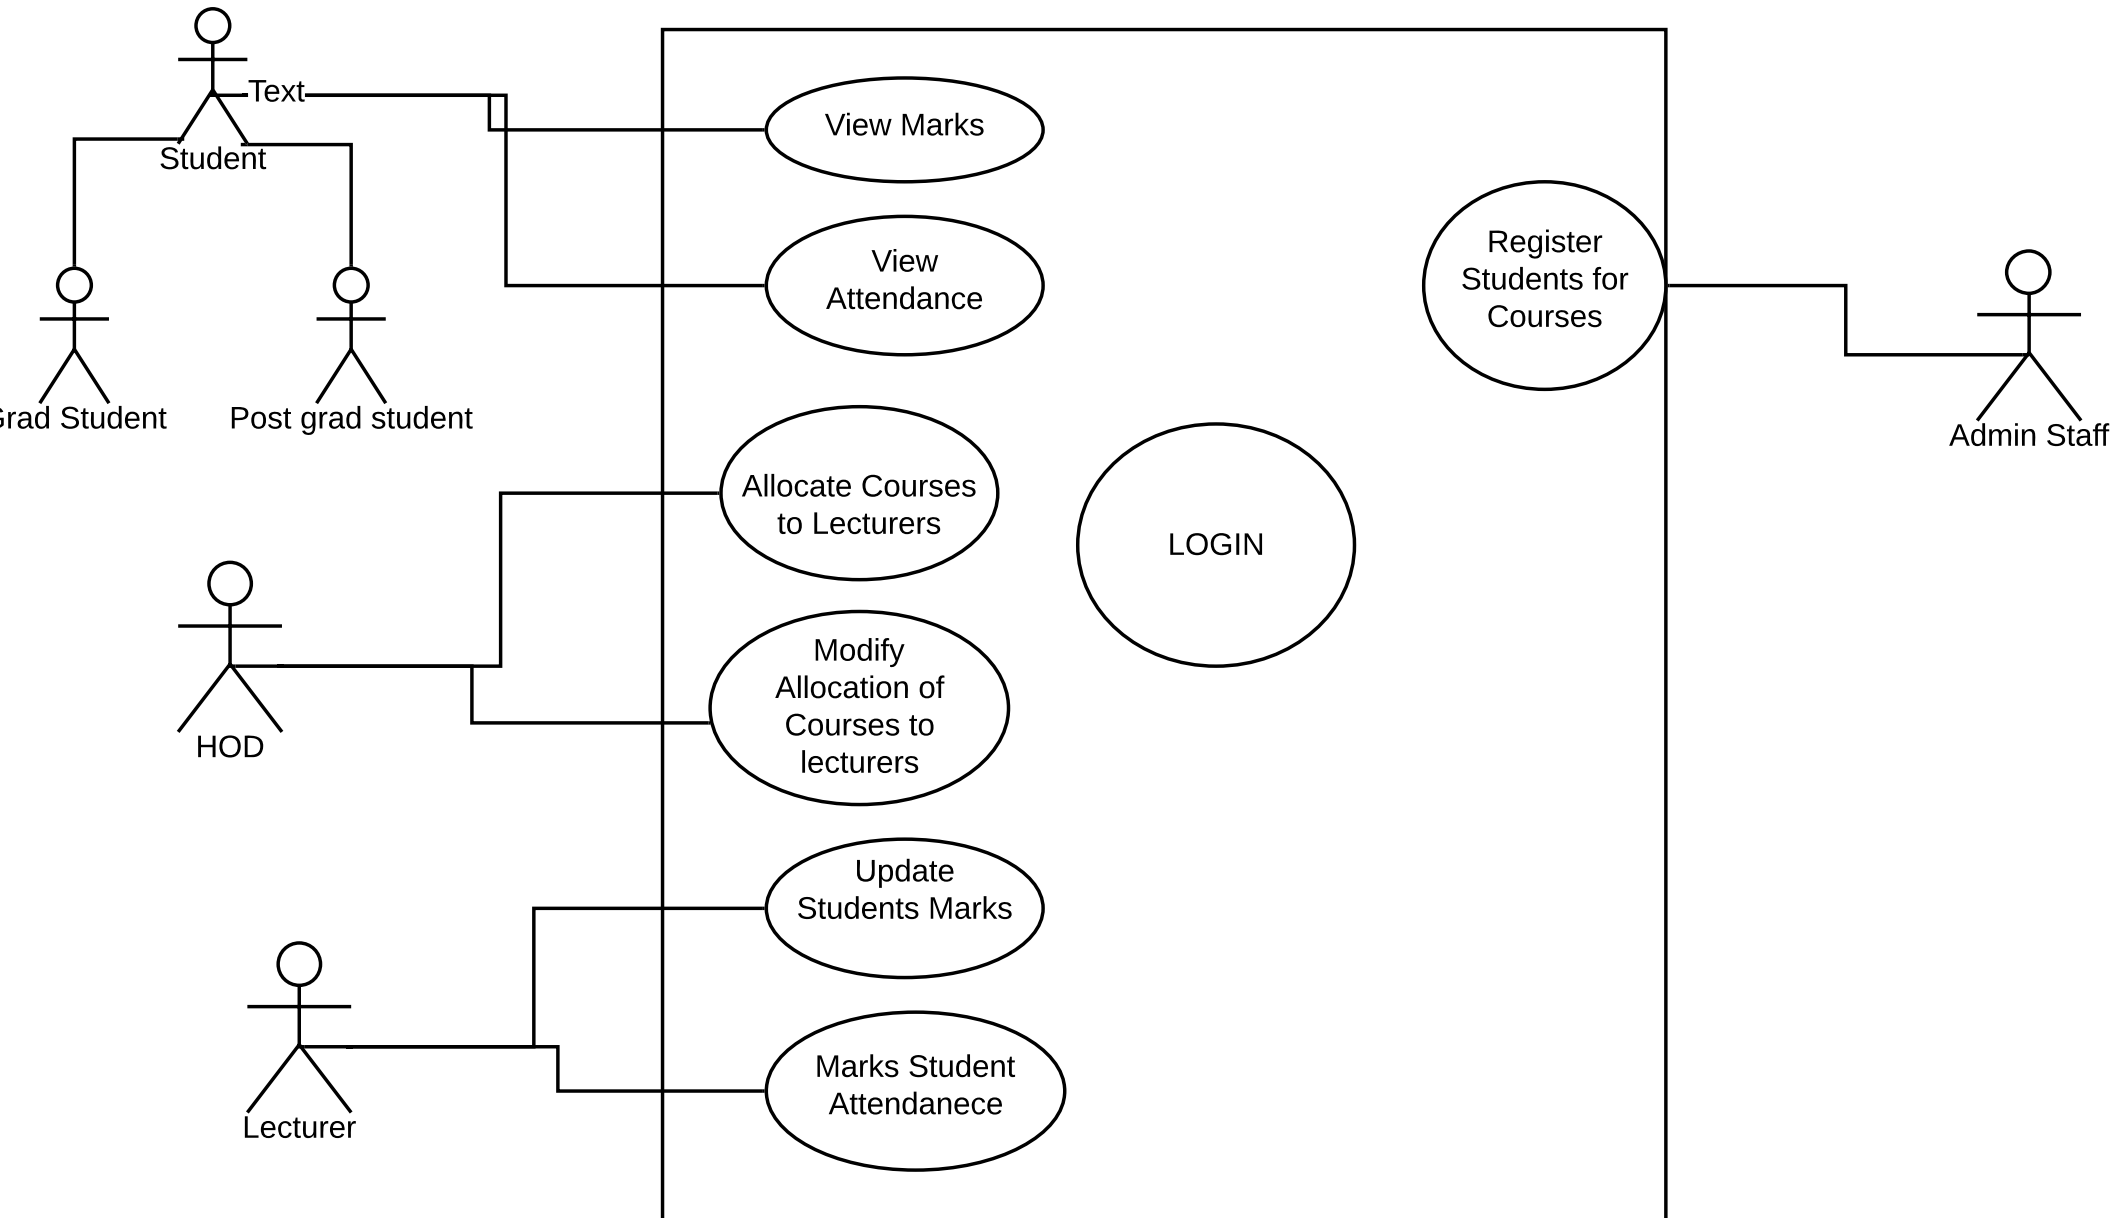 Text
View Marks
Student
View
Attendance
Register
Students for
Courses
Grad Student
Post grad student
Admin Staff
Allocate Courses
to Lecturers
LOGIN
HOD
Modify
Allocation of
Courses to
lecturers
Update
Students Marks
Lecturer
Marks Student
Attendanece